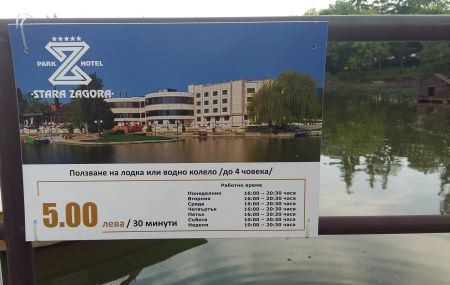 PARK HOTEL
·STARA ZAGORA·
Ползване на лодка или водно колело /до 4 човека/
Работно време
Понеделник 16:00 – 20:30 часа
Вторник 16:00 – 20:30 часа
Сряда 16:00 – 20:30 часа
Четвъртък 16:00 – 20:30 часа
Петък 16:00 – 20:30 часа
Събота 10:00 – 20:30 часа
Неделя 10:00 – 20:30 часа
5.00 лева / 30 минути